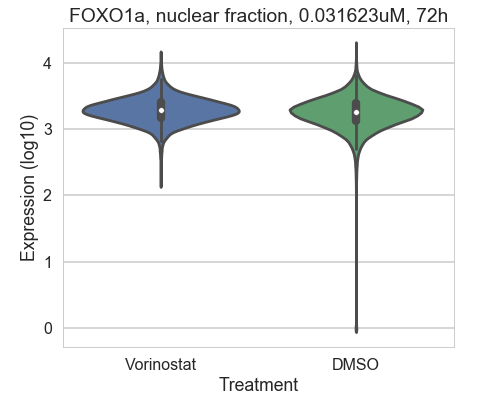 FOXO1a, nuclear fraction, 0.031623uM, 72h
4
3
2
1
0
Expression (log10)
Vorinostat
DMSO
Treatment